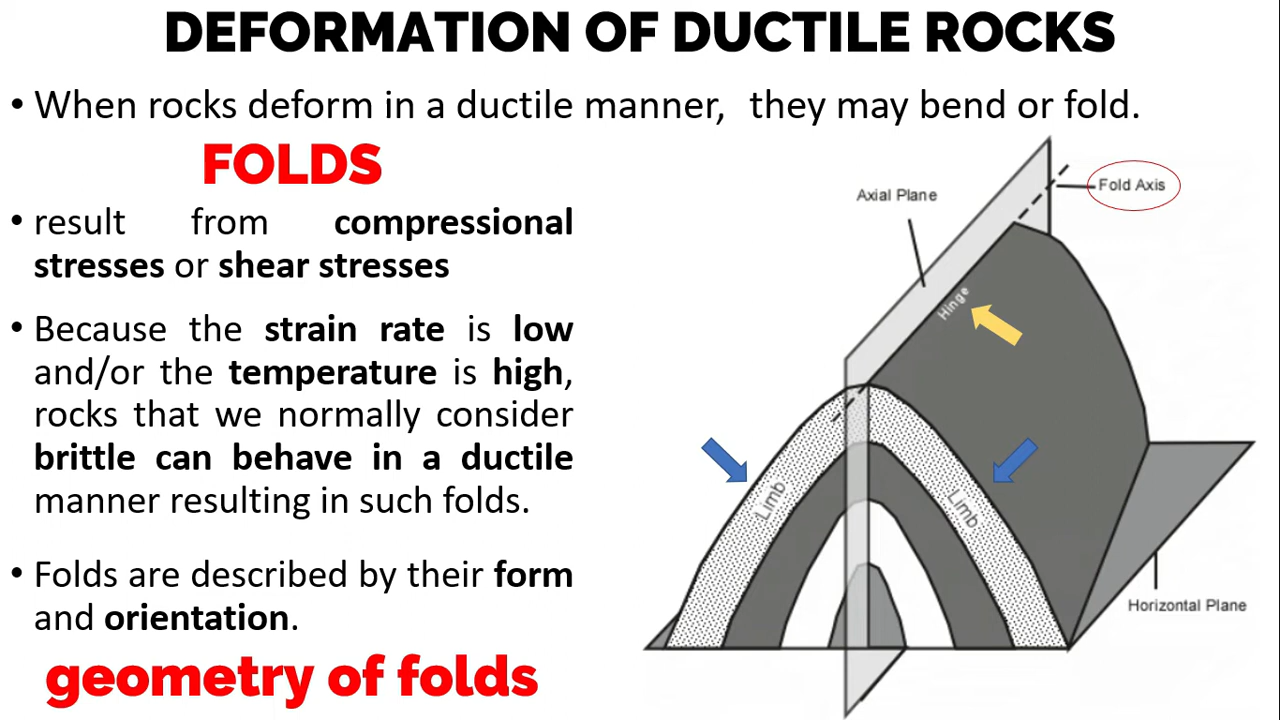 DEFORMATION OF DUCTILE ROCKS
• When rocks deform in a ductile manner, they may bend or fold.
FOLDS
• result from compressional
stresses or shear stresses
• Because the strain rate is low
and/or the temperature is high,
rocks that we normally consider
brittle can behave in a ductile
manner resulting in such folds.
• Folds are described by their form
and orientation.
geometry of folds
Axial Plane
Fold Axis
Hinge
Limb
Limb
Horizontal Plane